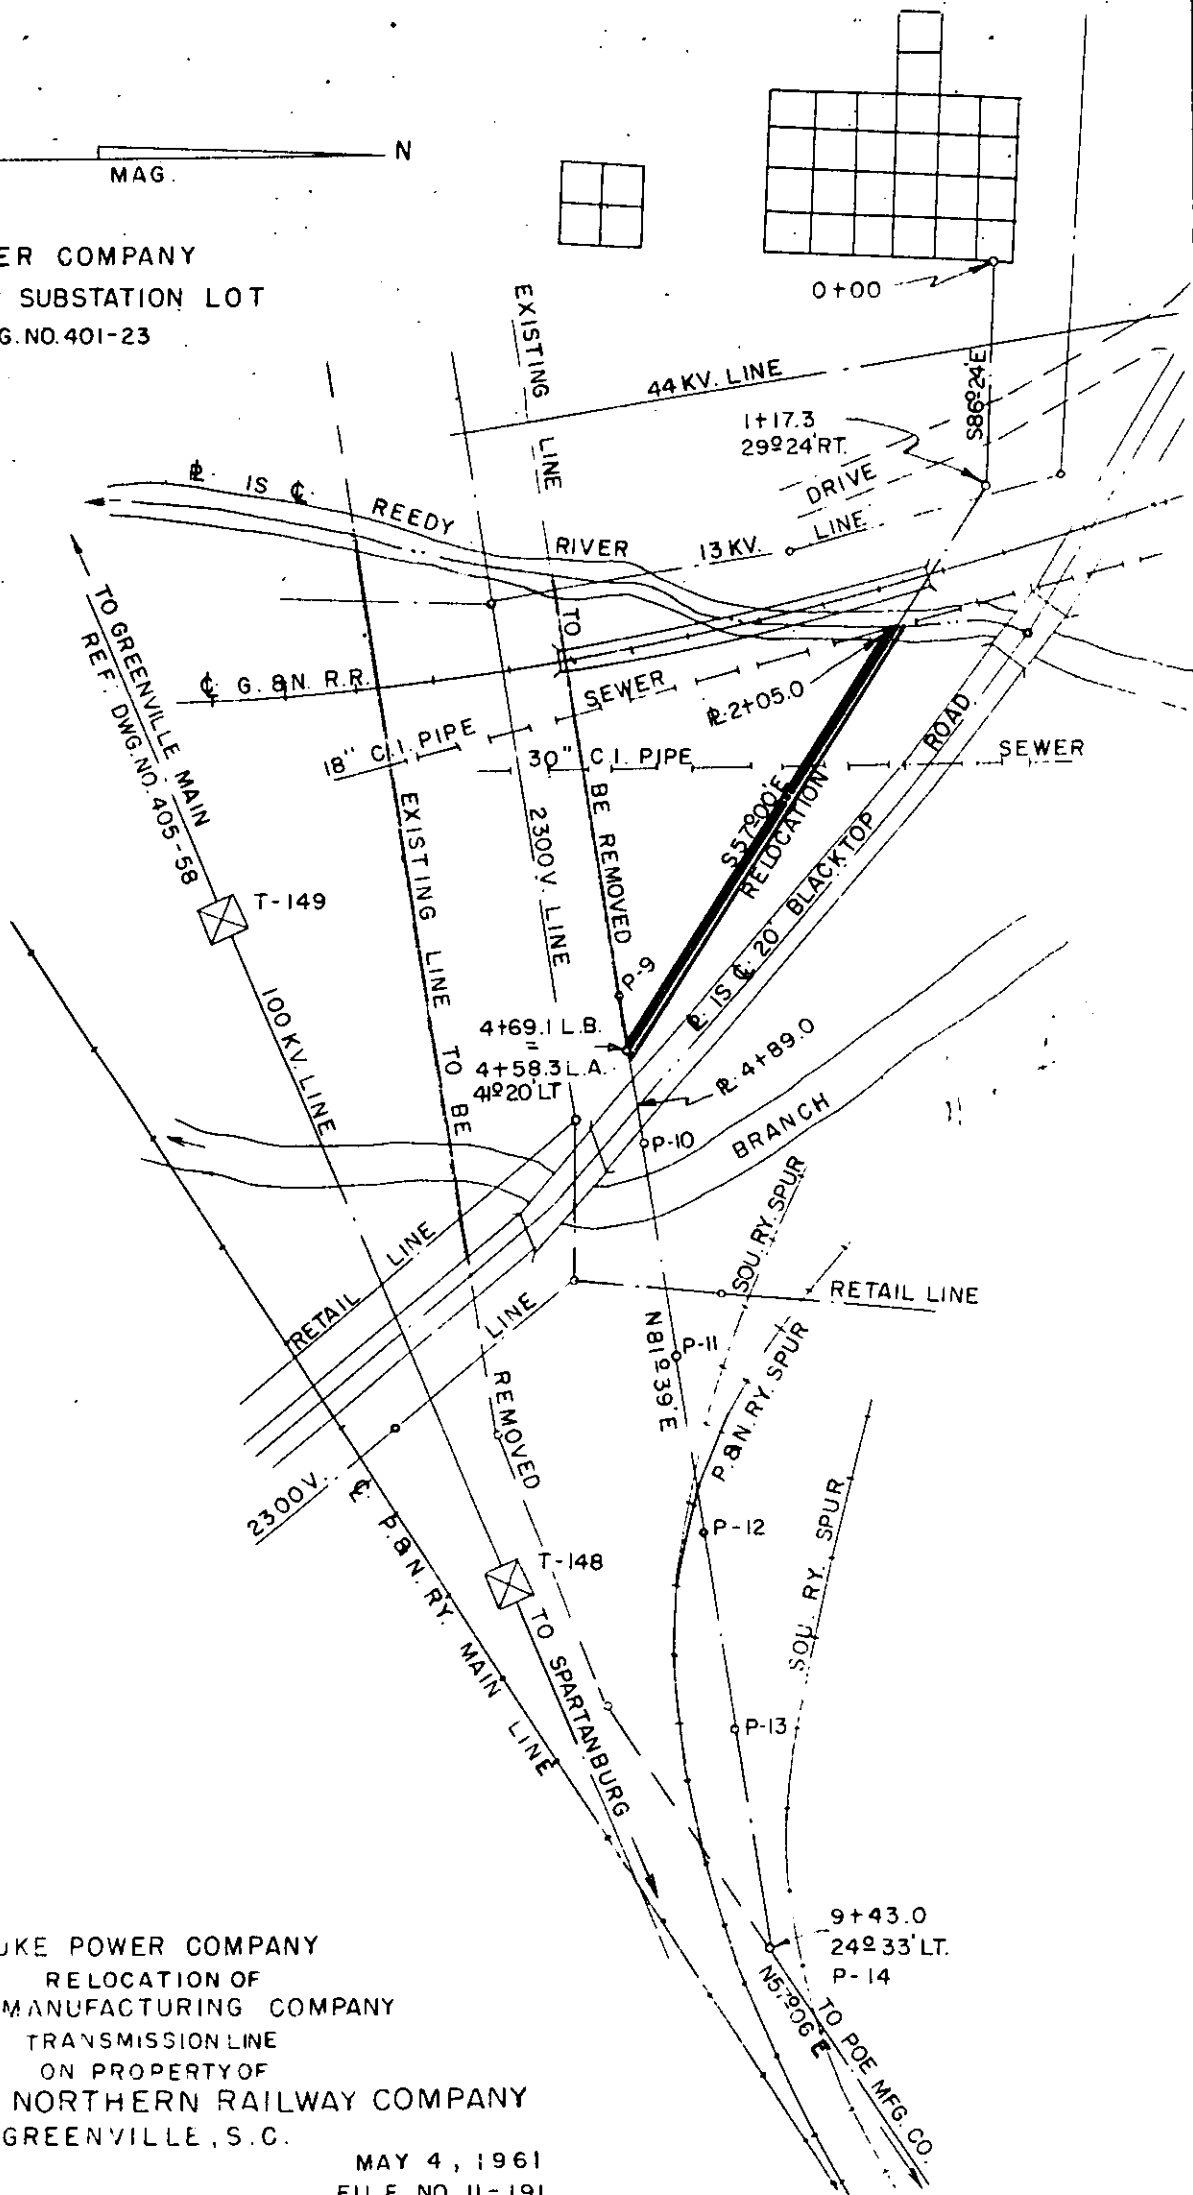 N
MAG.
ER COMPANY
SUBSTATION LOT
G. NO. 401-23
0+00
EXISTING LINE TO BE REMOVED
44 KV. LINE
S86°24'E
1+17.3
29°24' RT.
DRIVE
℄ IS ℄
REEDY RIVER
13 KV. LINE
TO GREENVILLE MAIN
REF. DWG. NO. 405-58
℄ G. & N. R.R.
SEWER
18" C.I. PIPE
30" C.I. PIPE
SEWER
2+05.0
ROAD
S57°00'E
RELOCATION
EXISTING LINE TO BE REMOVED
2300 V. LINE
IS ℄ 20' BLACKTOP
T-149
P-9
100 KV. LINE
4+69.1 L.B.
=
4+58.3 L.A.
41°20' LT
4+89.0
P-10
BRANCH
SOU. RY. SPUR
RETAIL LINE
RETAIL LINE
LINE
N81°39'E
P-11
P.&N. RY. SPUR
2300 V.
℄ P.&N. RY. MAIN LINE
P-12
SOU. RY. SPUR
T-148
TO SPARTANBURG
P-13
9+43.0
24°33' LT.
P-14
N57°06'E
TO POE MFG. CO.
UKE POWER COMPANY
RELOCATION OF
MANUFACTURING COMPANY
TRANSMISSION LINE
ON PROPERTY OF
NORTHERN RAILWAY COMPANY
GREENVILLE, S.C.
MAY 4, 1961
FILE NO. 11-191